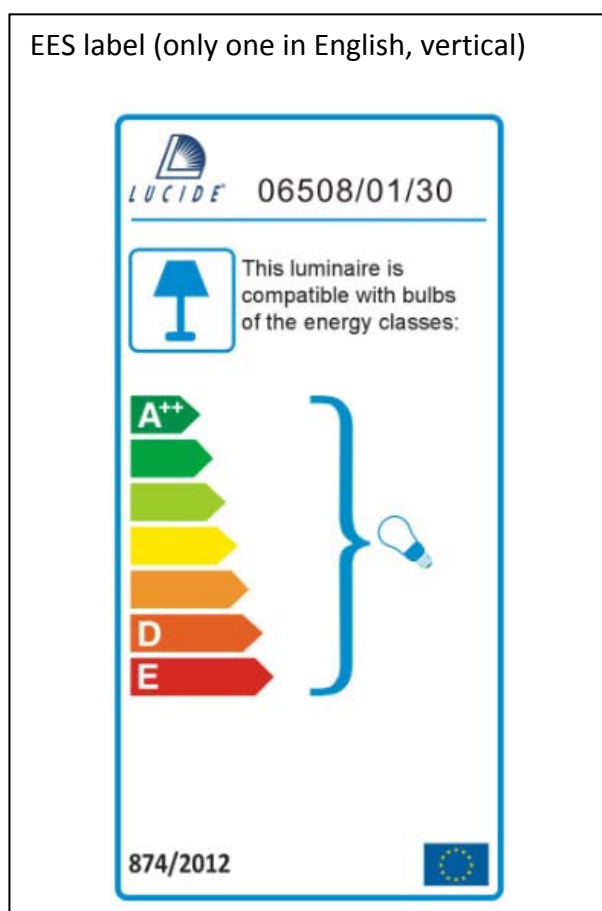 EES label (only one in English, vertical)
LUCIDE®
06508/01/30
This luminaire is
compatible with bulbs
of the energy classes:
A++
D
E
874/2012